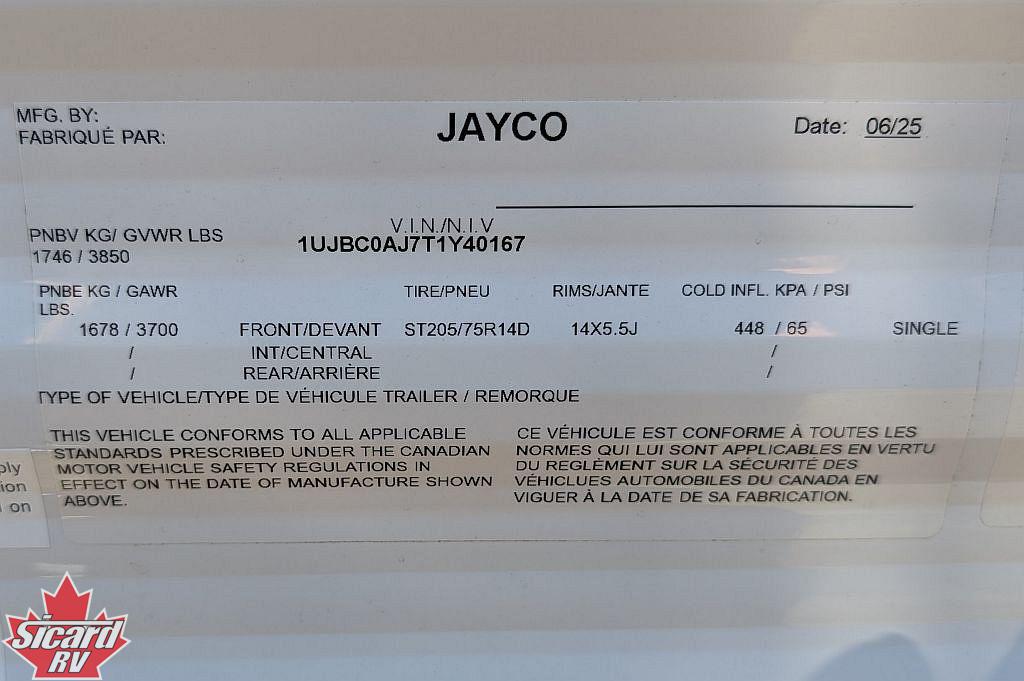 MFG. BY:
FABRIQUÉ PAR:
JAYCO
Date: 06/25
V.I.N./N.I.V
PNBV KG/ GVWR LBS
1UJBC0AJ7T1Y40167
1746 / 3850
PNBE KG / GAWR
LBS.
TIRE/PNEU RIMS/JANTE COLD INFL. KPA / PSI
1678 / 3700 FRONT/DEVANT ST205/75R14D 14X5.5J 448 / 65 SINGLE
/ INT/CENTRAL /
/ REAR/ARRIÈRE /
TYPE OF VEHICLE/TYPE DE VÉHICULE TRAILER / REMORQUE
THIS VEHICLE CONFORMS TO ALL APPLICABLE
STANDARDS PRESCRIBED UNDER THE CANADIAN
MOTOR VEHICLE SAFETY REGULATIONS IN
EFFECT ON THE DATE OF MANUFACTURE SHOWN
ABOVE.
CE VÉHICULE EST CONFORME À TOUTES LES
NORMES QUI LUI SONT APPLICABLES EN VERTU
DU REGLÈMENT SUR LA SÉCURITÉ DES
VÉHICLUES AUTOMOBILES DU CANADA EN
VIGUER À LA DATE DE SA FABRICATION.
on
Sicard
RV